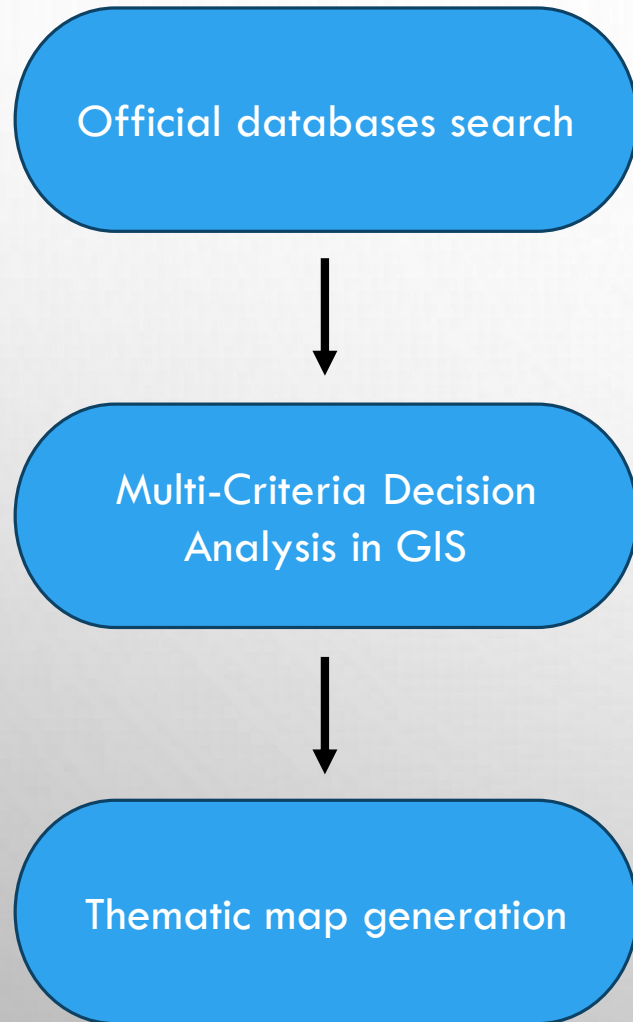 Official databases search
Multi-Criteria Decision
Analysis in GIS
Thematic map generation